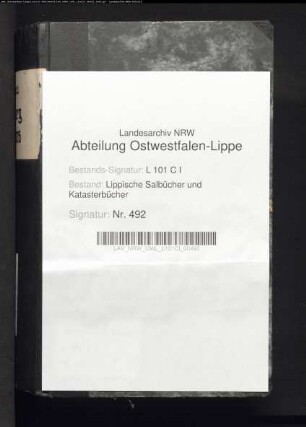 Landesarchiv NRW
Abteilung Ostwestfalen-Lippe
Bestands-Signatur: L 101 C I
Bestand: Lippische Salbücher und
Katasterbücher
Signatur: Nr. 492